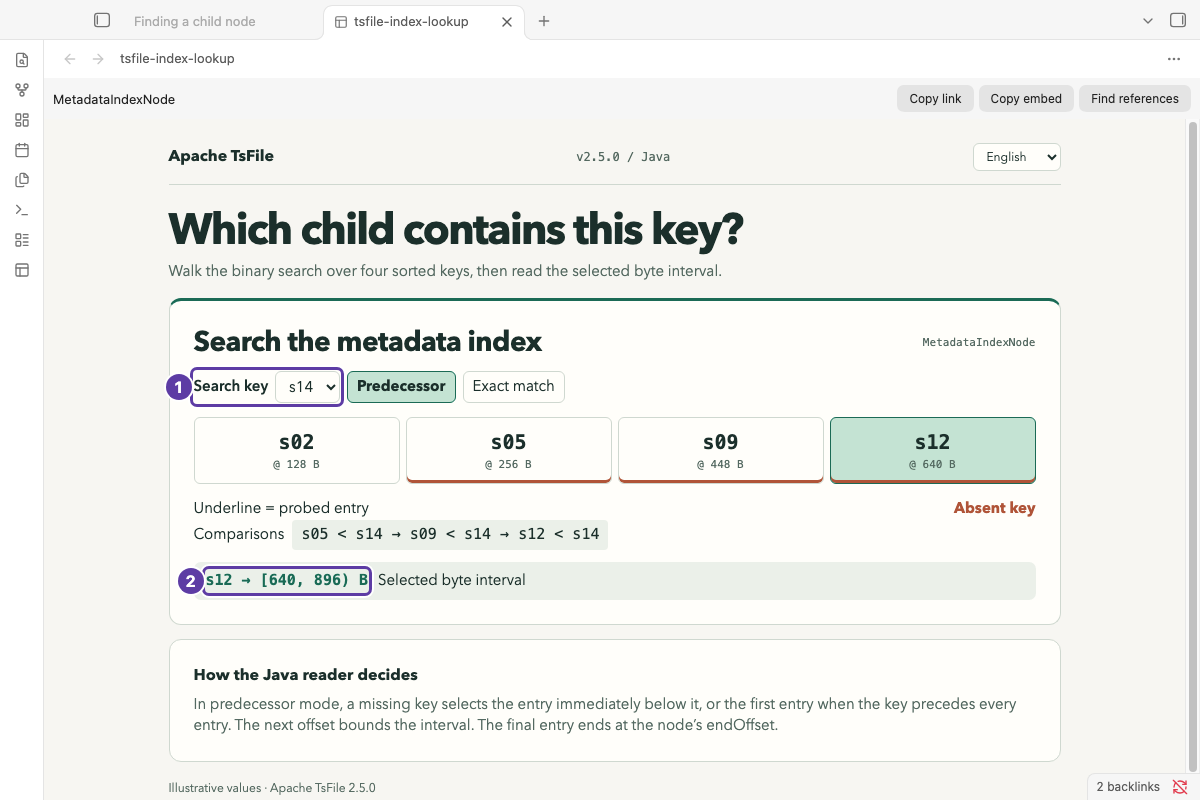 Finding a child node
tsfile-index-lookup
tsfile-index-lookup
MetadataIndexNode
Copy link
Copy embed
Find references
Apache TsFile
v2.5.0 / Java
English
Which child contains this key?
Walk the binary search over four sorted keys, then read the selected byte interval.
Search the metadata index
MetadataIndexNode
1
Search key
s14
Predecessor
Exact match
s02
@ 128 B
s05
@ 256 B
s09
@ 448 B
s12
@ 640 B
Underline = probed entry
Absent key
Comparisons s05 < s14 → s09 < s14 → s12 < s14
2
s12 → [640, 896) B Selected byte interval
How the Java reader decides
In predecessor mode, a missing key selects the entry immediately below it, or the first entry when the key precedes every
entry. The next offset bounds the interval. The final entry ends at the node's endOffset.
Illustrative values · Apache TsFile 2.5.0
2 backlinks